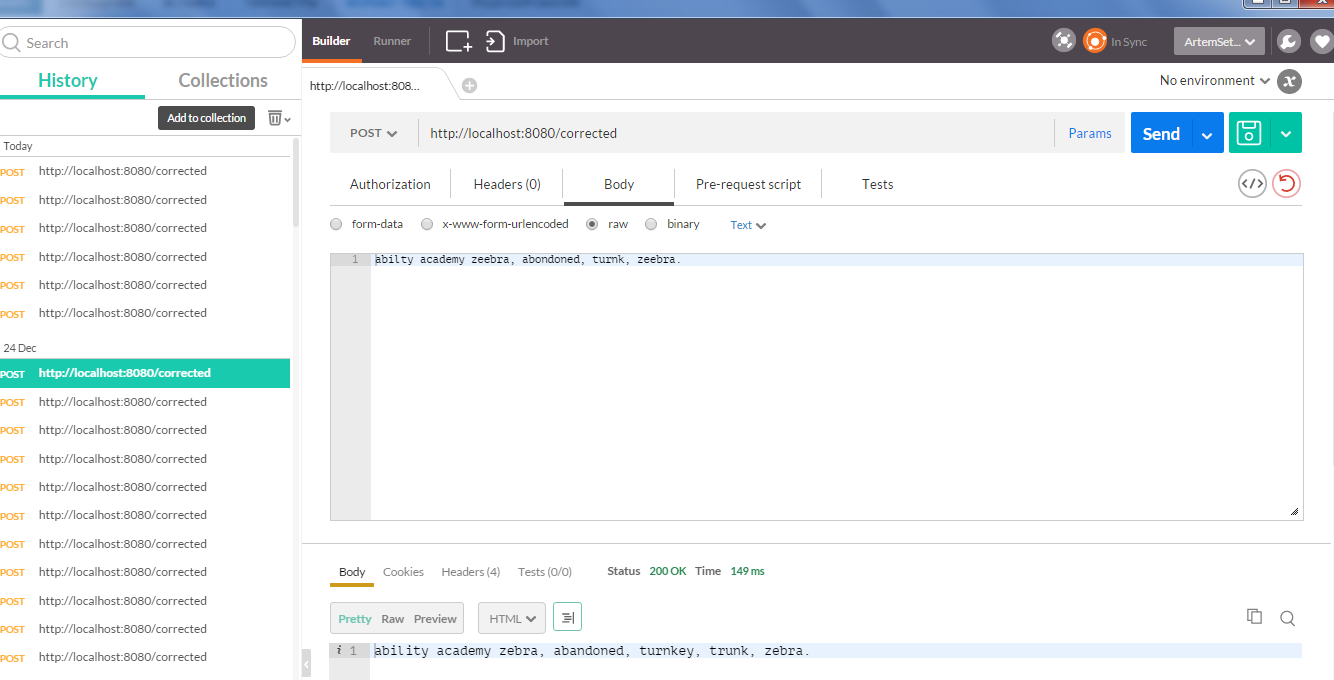 Search
History Collections
Add to collection
Today
POST http://localhost:8080/corrected
POST http://localhost:8080/corrected
POST http://localhost:8080/corrected
POST http://localhost:8080/corrected
POST http://localhost:8080/corrected
POST http://localhost:8080/corrected
24 Dec
POST http://localhost:8080/corrected
POST http://localhost:8080/corrected
POST http://localhost:8080/corrected
POST http://localhost:8080/corrected
POST http://localhost:8080/corrected
POST http://localhost:8080/corrected
POST http://localhost:8080/corrected
POST http://localhost:8080/corrected
POST http://localhost:8080/corrected
POST http://localhost:8080/corrected
POST http://localhost:8080/corrected
Builder Runner Import In Sync ArtemSet...
http://localhost:808... No environment
POST http://localhost:8080/corrected Params Send
Authorization Headers (0) Body Pre-request script Tests
form-data x-www-form-urlencoded raw binary Text
1 abilty academy zeebra, abondoned, turnk, zeebra.
Body Cookies Headers (4) Tests (0/0) Status 200 OK Time 149 ms
Pretty Raw Preview HTML
i 1 ability academy zebra, abandoned, turnkey, trunk, zebra.